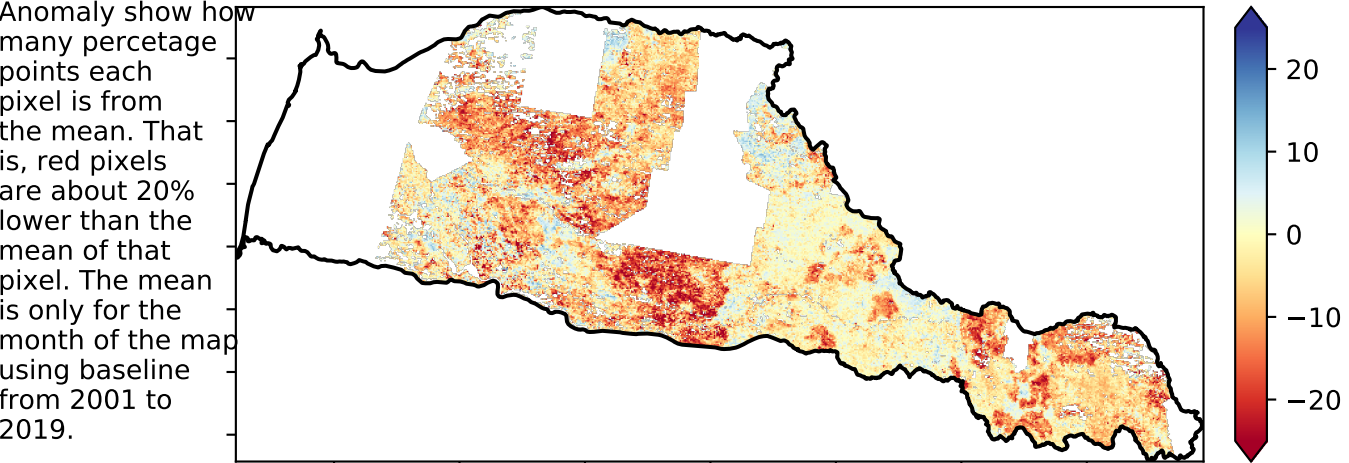 Anomaly show how
many percetage
points each
pixel is from
the mean. That
is, red pixels
are about 20%
lower than the
mean of that
pixel. The mean
is only for the
month of the map
using baseline
from 2001 to
2019.
20
10
0
−10
−20